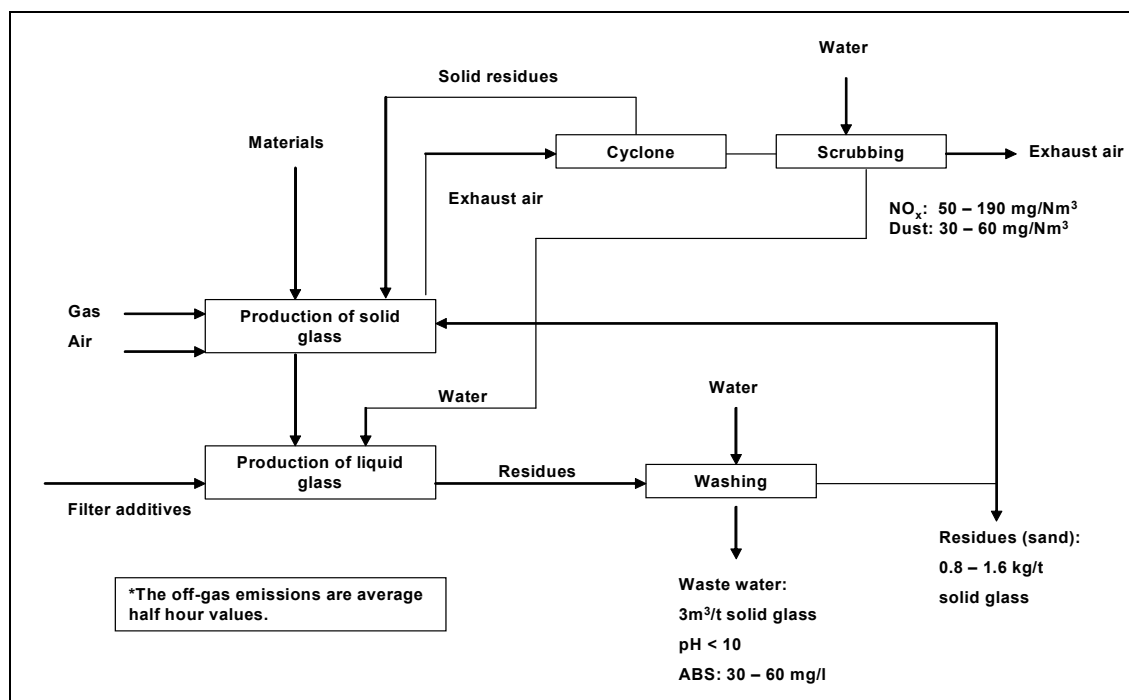 Water
Solid residues
Materials
Cyclone
Scrubbing
Exhaust air
Exhaust air
NOx: 50 – 190 mg/Nm³
Dust: 30 – 60 mg/Nm³
Gas
Air
Production of solid
glass
Water
Water
Production of liquid
glass
Residues
Washing
Filter additives
Residues (sand):
0.8 – 1.6 kg/t
solid glass
Waste water:
3m³/t solid glass
pH < 10
ABS: 30 – 60 mg/l
*The off-gas emissions are average
half hour values.